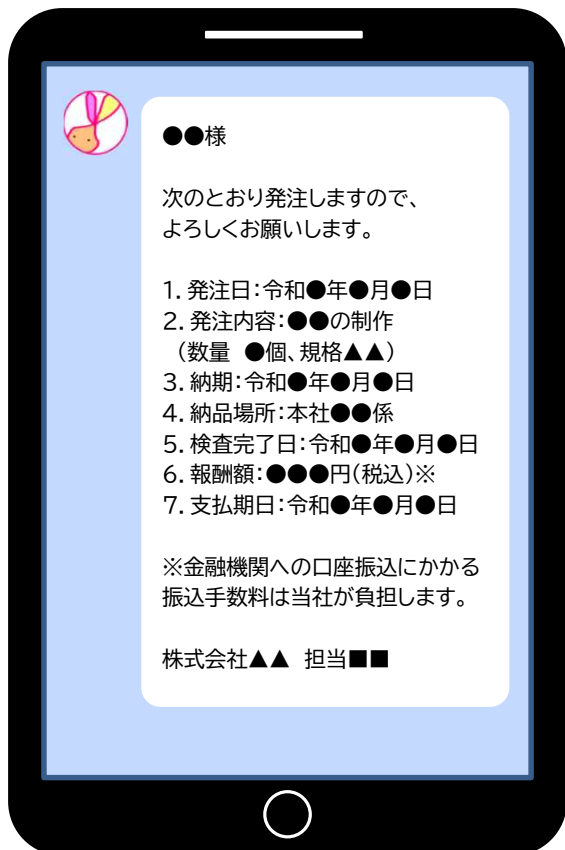 ●●様
次のとおり発注しますので、
よろしくお願いします。
1．発注日：令和●年●月●日
2．発注内容：●●の制作
（数量　●個、規格▲▲）
3．納期：令和●年●月●日
4．納品場所：本社●●係
5．検査完了日：令和●年●月●日
6．報酬額：●●●円（税込）※
7．支払期日：令和●年●月●日
※金融機関への口座振込にかかる
振込手数料は当社が負担します。
株式会社▲▲　担当■■